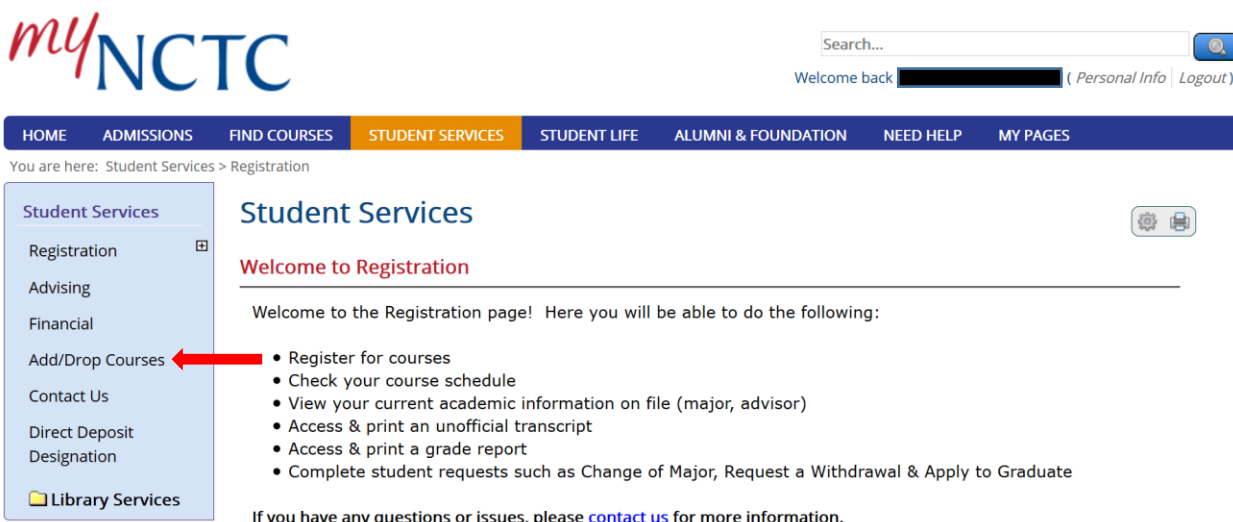 myNCTC
Search...
Welcome back ( Personal Info Logout )
HOME ADMISSIONS FIND COURSES STUDENT SERVICES STUDENT LIFE ALUMNI & FOUNDATION NEED HELP MY PAGES
You are here: Student Services > Registration
Student Services
Registration
Advising
Financial
Add/Drop Courses
Contact Us
Direct Deposit
Designation
Library Services
Student Services
Welcome to Registration
Welcome to the Registration page! Here you will be able to do the following:
• Register for courses
• Check your course schedule
• View your current academic information on file (major, advisor)
• Access & print an unofficial transcript
• Access & print a grade report
• Complete student requests such as Change of Major, Request a Withdrawal & Apply to Graduate
If you have any questions or issues, please contact us for more information.